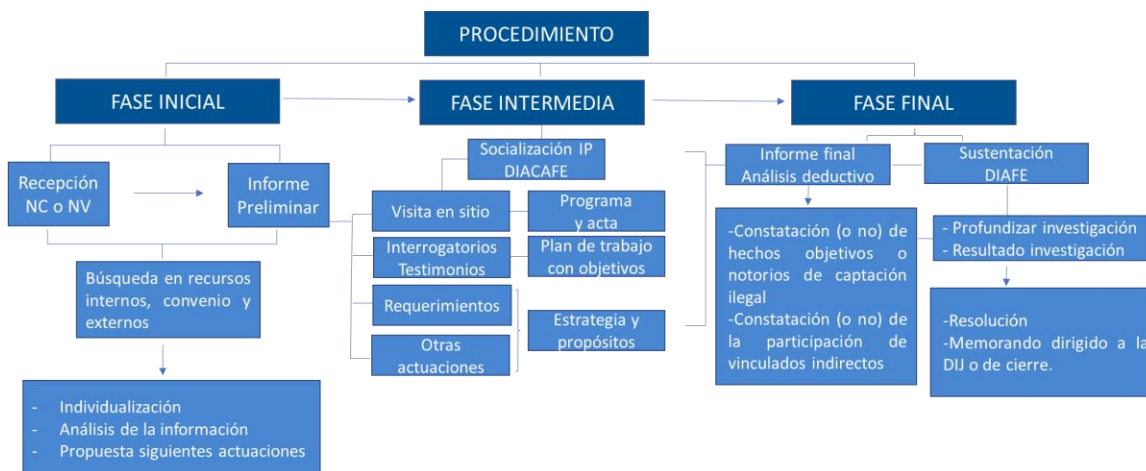 PROCEDIMIENTO
FASE INICIAL
FASE INTERMEDIA
FASE FINAL
Recepción
NC o NV
Informe
Preliminar
Búsqueda en recursos
internos, convenio y
externos
- Individualización
- Análisis de la información
- Propuesta siguientes actuaciones
Socialización IP
DIACAFE
Visita en sitio
Programa
y acta
Interrogatorios
Testimonios
Plan de trabajo
con objetivos
Requerimientos
Otras
actuaciones
Estrategia y
propósitos
Informe final
Análisis deductivo
Sustentación
DIAFE
-Constatación (o no) de
hechos objetivos o
notorios de captación
ilegal
-Constatación (o no) de
la participación de
vinculados indirectos
- Profundizar investigación
- Resultado investigación
-Resolución
-Memorando dirigido a la
DIJ o de cierre.